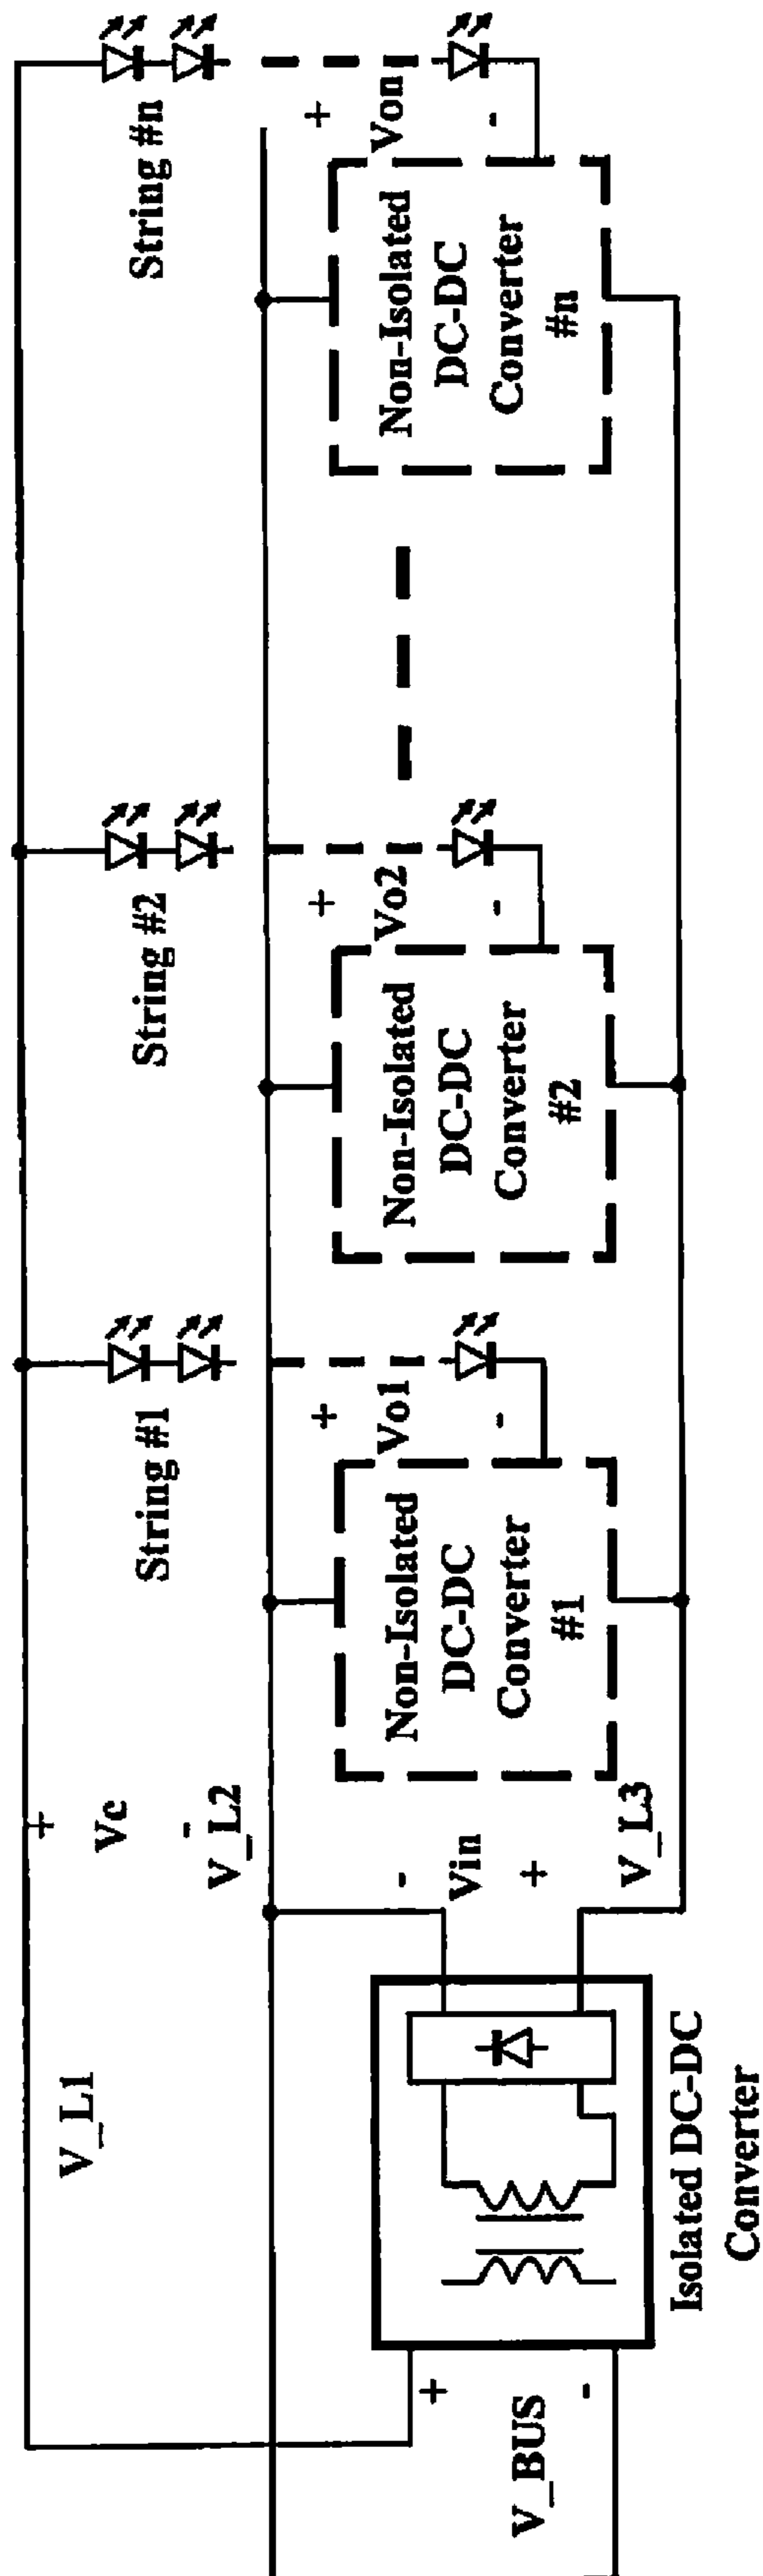 String #n
+
Von
-
Non-Isolated
DC-DC
Converter
#n
String #2
+
Vo2
-
Non-Isolated
DC-DC
Converter
#2
String #1
+
Vo1
-
Non-Isolated
DC-DC
Converter
#1
+
Vc
-
V_L2
-
Vin
+
V_L3
V_L1
Isolated DC-DC
Converter
+
V_BUS
-